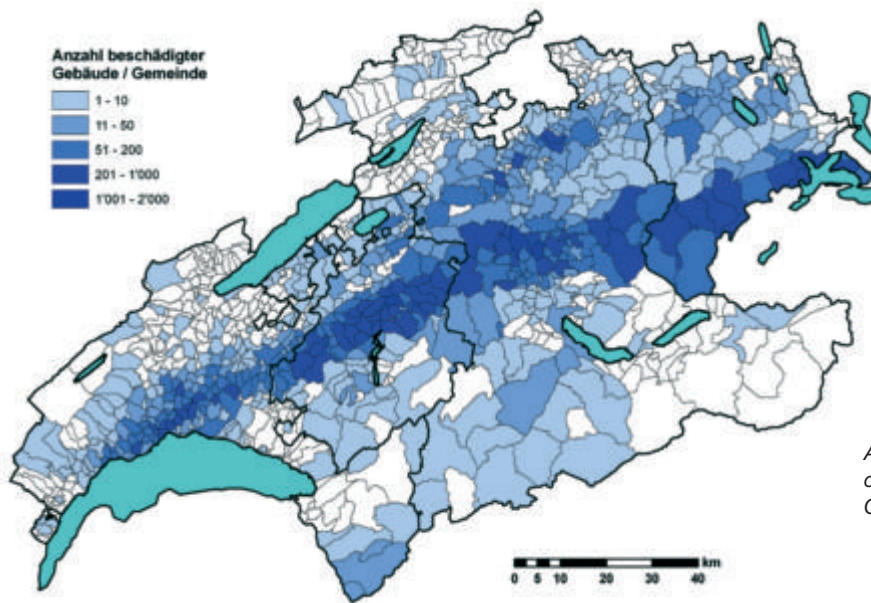 Anzahl beschädigter
Gebäude / Gemeinde
1 - 10
11 - 50
51 - 200
201 - 1'000
1'001 - 2'000
km
0 5 10 20 30 40